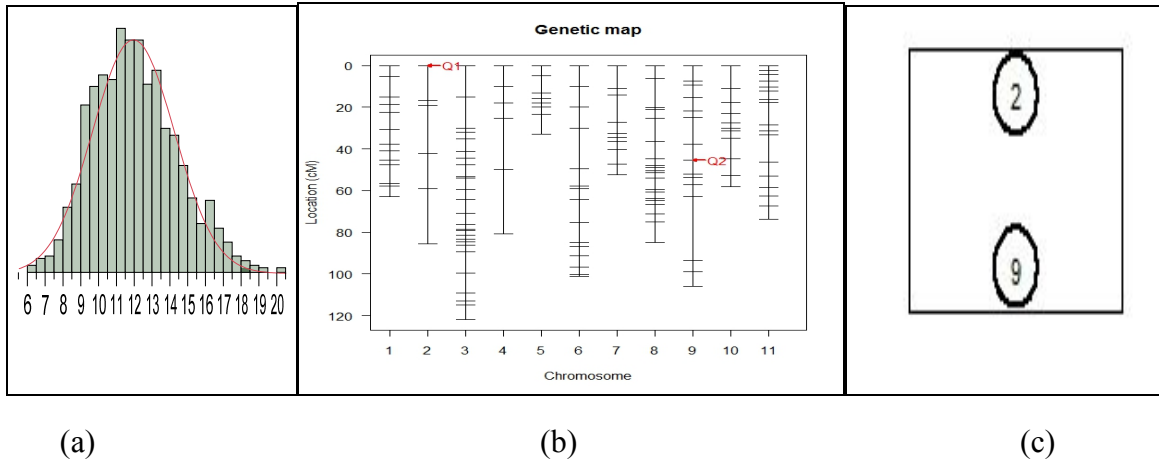 6 7 8 9 10 11 12 13 14 15 16 17 18 19 20
Genetic map
Location (cM)
0
20
40
60
80
100
120
Q1
Q2
1 2 3 4 5 6 7 8 9 10 11
Chromosome
2
9
(a) (b) (c)